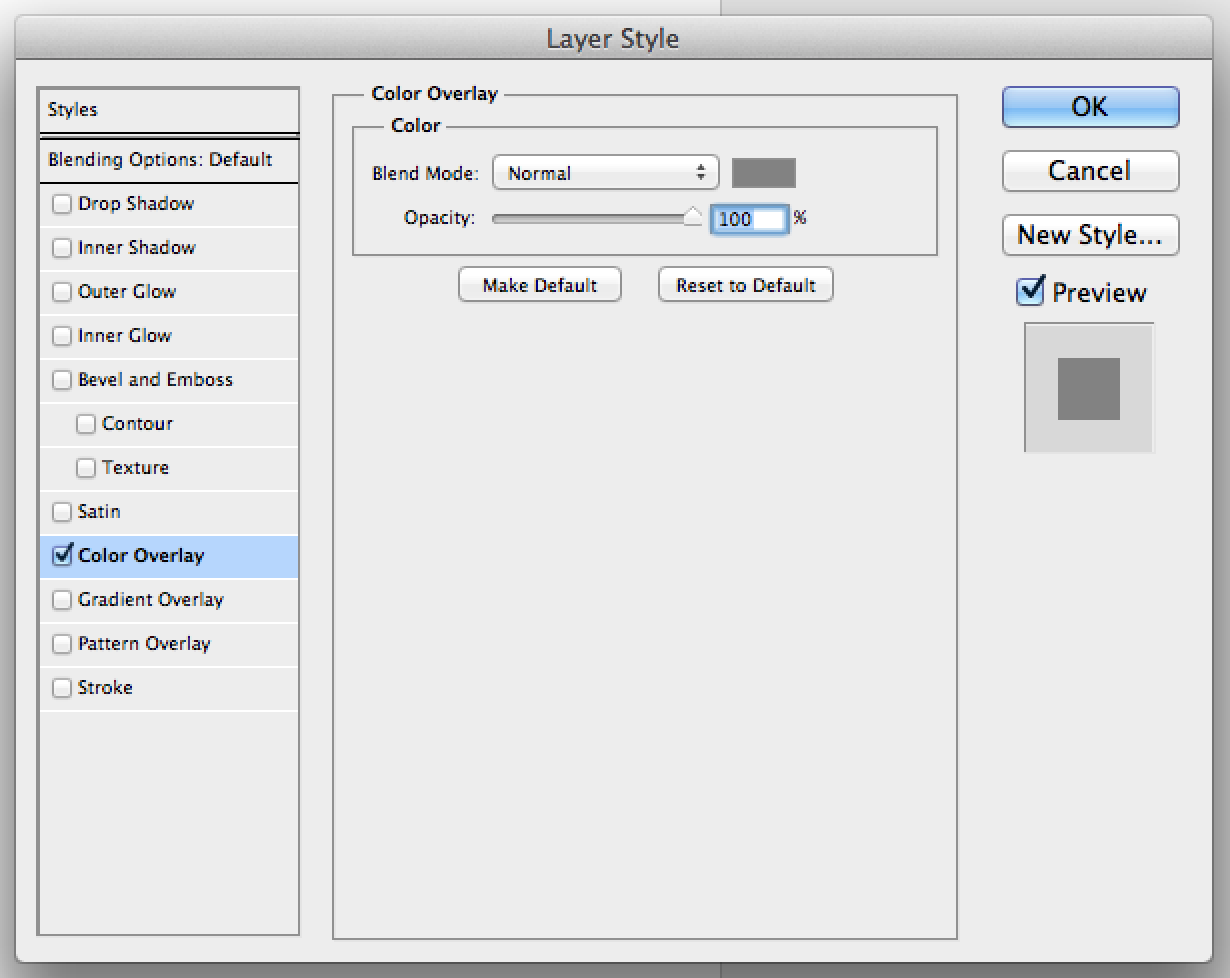 Layer Style
Styles
Blending Options: Default
Drop Shadow
Inner Shadow
Outer Glow
Inner Glow
Bevel and Emboss
Contour
Texture
Satin
Color Overlay
Gradient Overlay
Pattern Overlay
Stroke
Color Overlay
Color
Blend Mode: Normal
Opacity: 100 %
Make Default Reset to Default
OK
Cancel
New Style...
Preview